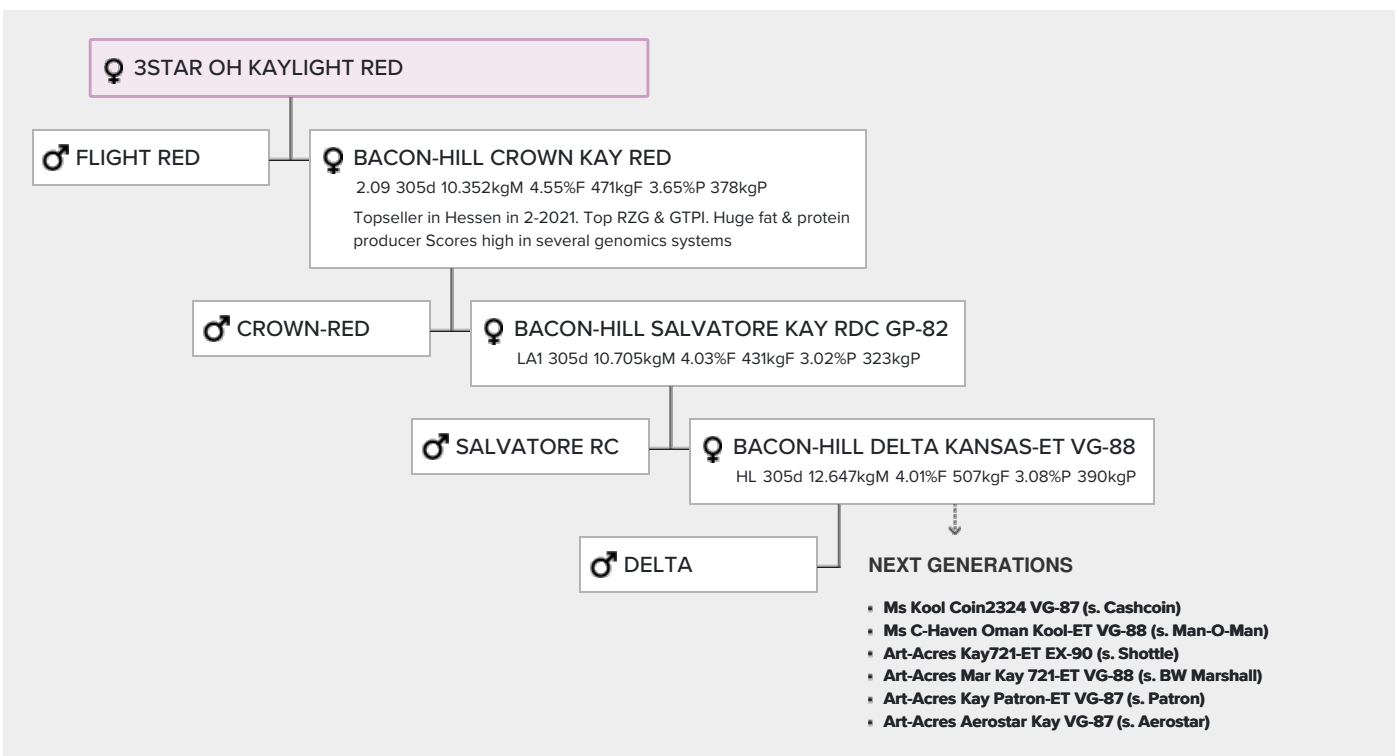 3STAR OH KAYLIGHT RED
FLIGHT RED
BACON-HILL CROWN KAY RED
2.09 305d 10.352kgM 4.55%F 471kgF 3.65%P 378kgP
Topseller in Hessen in 2-2021. Top RZG & GTPI. Huge fat & protein
producer Scores high in several genomics systems
CROWN-RED
BACON-HILL SALVATORE KAY RDC GP-82
LA1 305d 10.705kgM 4.03%F 431kgF 3.02%P 323kgP
SALVATORE RC
BACON-HILL DELTA KANSAS-ET VG-88
HL 305d 12.647kgM 4.01%F 507kgF 3.08%P 390kgP
DELTA
NEXT GENERATIONS
Ms Kool Coin2324 VG-87 (s. Cashcoin)
Ms C-Haven Oman Kool-ET VG-88 (s. Man-O-Man)
Art-Acres Kay721-ET EX-90 (s. Shottle)
Art-Acres Mar Kay 721-ET VG-88 (s. BW Marshall)
Art-Acres Kay Patron-ET VG-87 (s. Patron)
Art-Acres Aerostar Kay VG-87 (s. Aerostar)